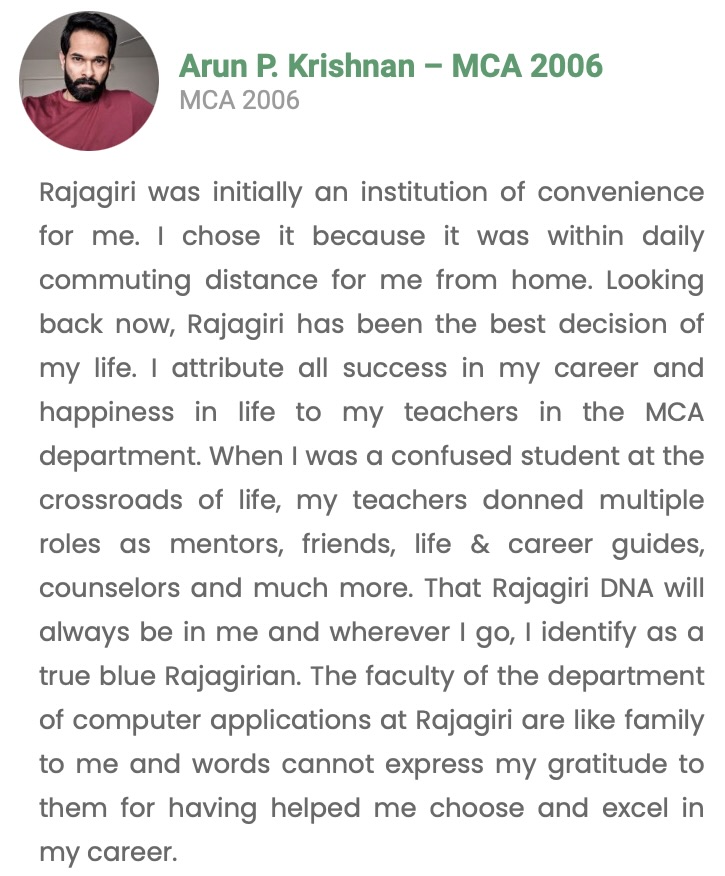 Arun P. Krishnan – MCA 2006
MCA 2006
Rajagiri was initially an institution of convenience
for me. I chose it because it was within daily
commuting distance for me from home. Looking
back now, Rajagiri has been the best decision of
my life. I attribute all success in my career and
happiness in life to my teachers in the MCA
department. When I was a confused student at the
crossroads of life, my teachers donned multiple
roles as mentors, friends, life & career guides,
counselors and much more. That Rajagiri DNA will
always be in me and wherever I go, I identify as a
true blue Rajagirian. The faculty of the department
of computer applications at Rajagiri are like family
to me and words cannot express my gratitude to
them for having helped me choose and excel in
my career.